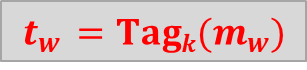 t_w = Tag_k(m_w)